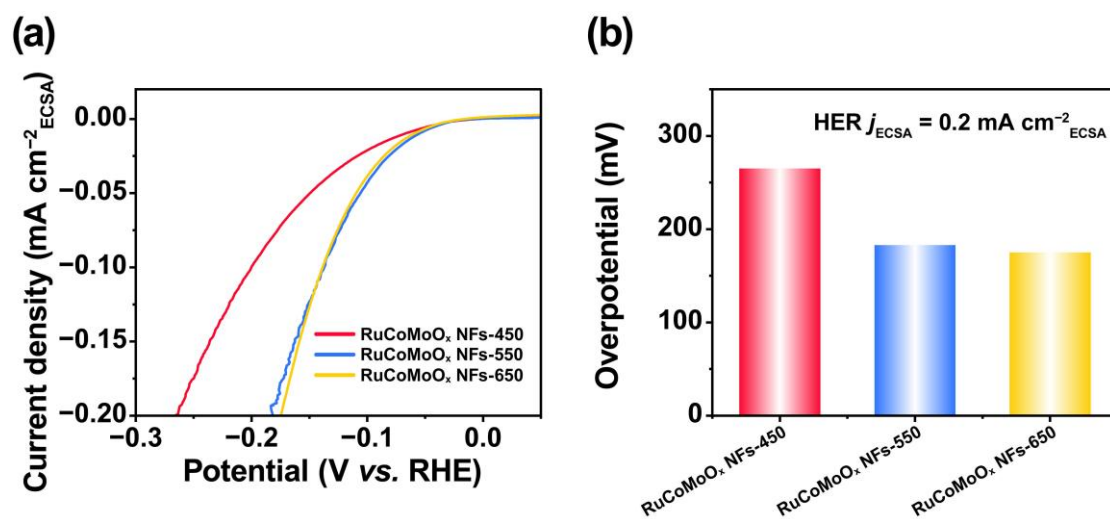 (a)
Current density (mA cm⁻²ECSA)
0.00
−0.05
−0.10
−0.15
−0.20
RuCoMoOₓ NFs-450
RuCoMoOₓ NFs-550
RuCoMoOₓ NFs-650
−0.3 −0.2 −0.1 0.0
Potential (V vs. RHE)
(b)
Overpotential (mV)
300
200
100
0
HER jECSA = 0.2 mA cm⁻²ECSA
RuCoMoOₓ NFs-450
RuCoMoOₓ NFs-550
RuCoMoOₓ NFs-650